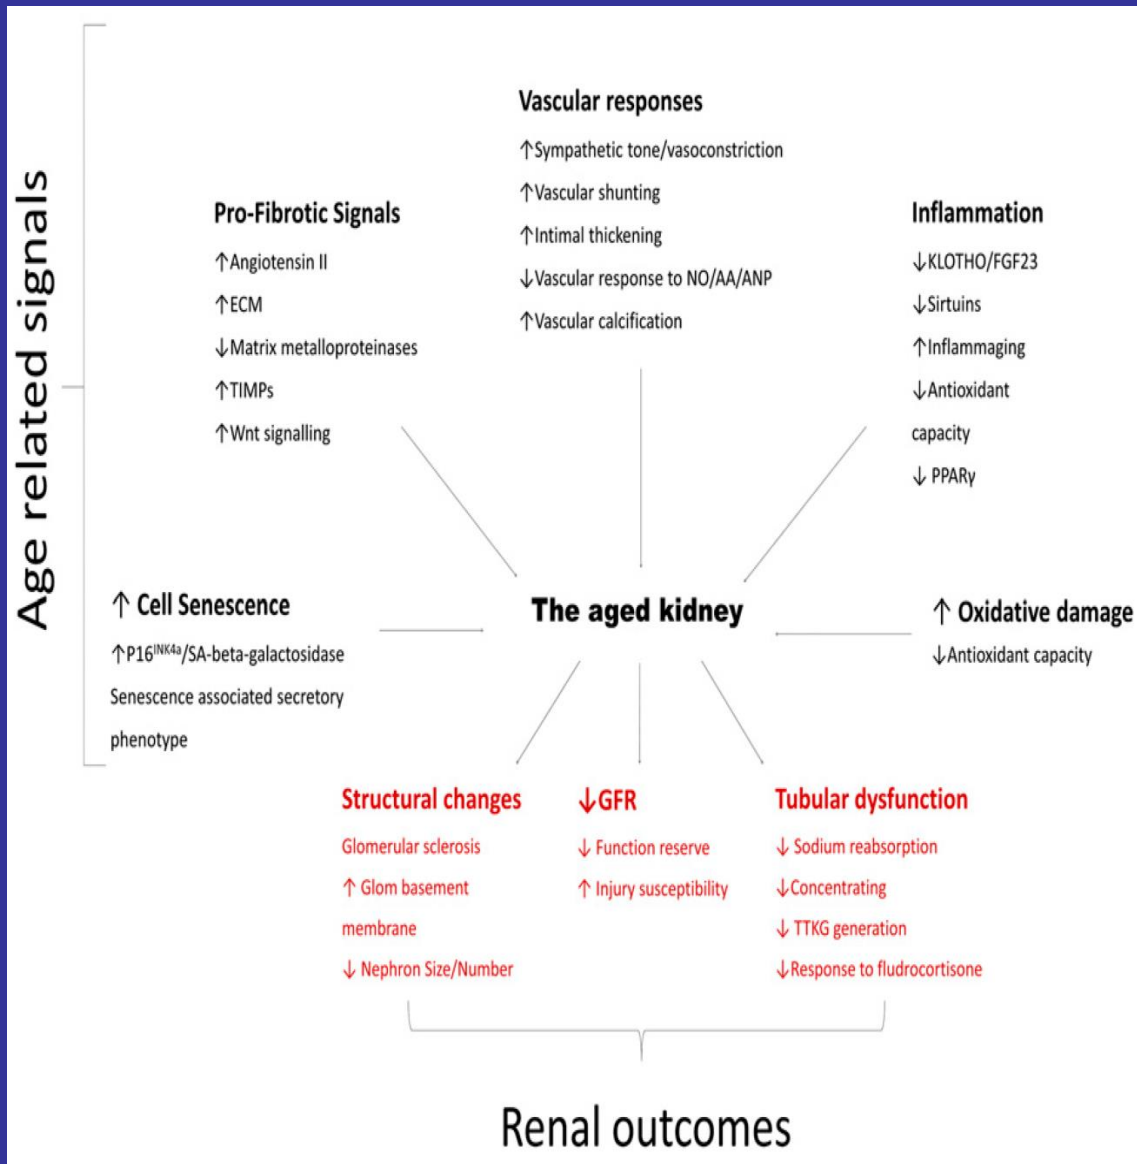 Age related signals
Vascular responses
↑Sympathetic tone/vasoconstriction
↑Vascular shunting
↑Intimal thickening
↓Vascular response to NO/AA/ANP
↑Vascular calcification
Pro-Fibrotic Signals
↑Angiotensin II
↑ECM
↓Matrix metalloproteinases
↑TIMPs
↑Wnt signalling
Inflammation
↓KLOTHO/FGF23
↓Sirtuins
↑Inflammaging
↓Antioxidant
capacity
↓ PPARγ
↑ Cell Senescence
↑P16INK4a/SA-beta-galactosidase
Senescence associated secretory
phenotype
The aged kidney
↑ Oxidative damage
↓Antioxidant capacity
Structural changes
Glomerular sclerosis
↑ Glom basement
membrane
↓ Nephron Size/Number
↓GFR
↓ Function reserve
↑ Injury susceptibility
Tubular dysfunction
↓ Sodium reabsorption
↓Concentrating
↓ TTKG generation
↓Response to fludrocortisone
Renal outcomes